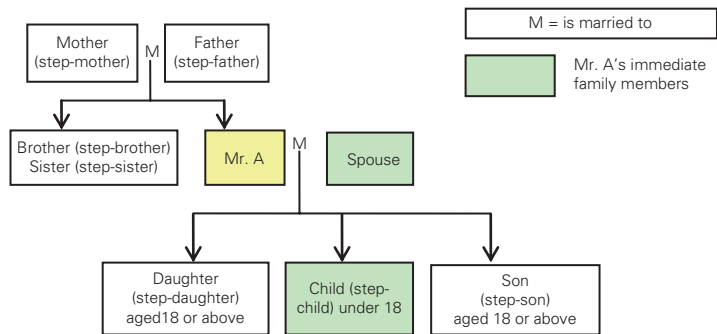 Mother
(step-mother)
M
Father
(step-father)
M = is married to
Mr. A's immediate
family members
Brother (step-brother)
Sister (step-sister)
Mr. A
M
Spouse
Daughter
(step-daughter)
aged18 or above
Child (step-
child) under 18
Son
(step-son)
aged 18 or above